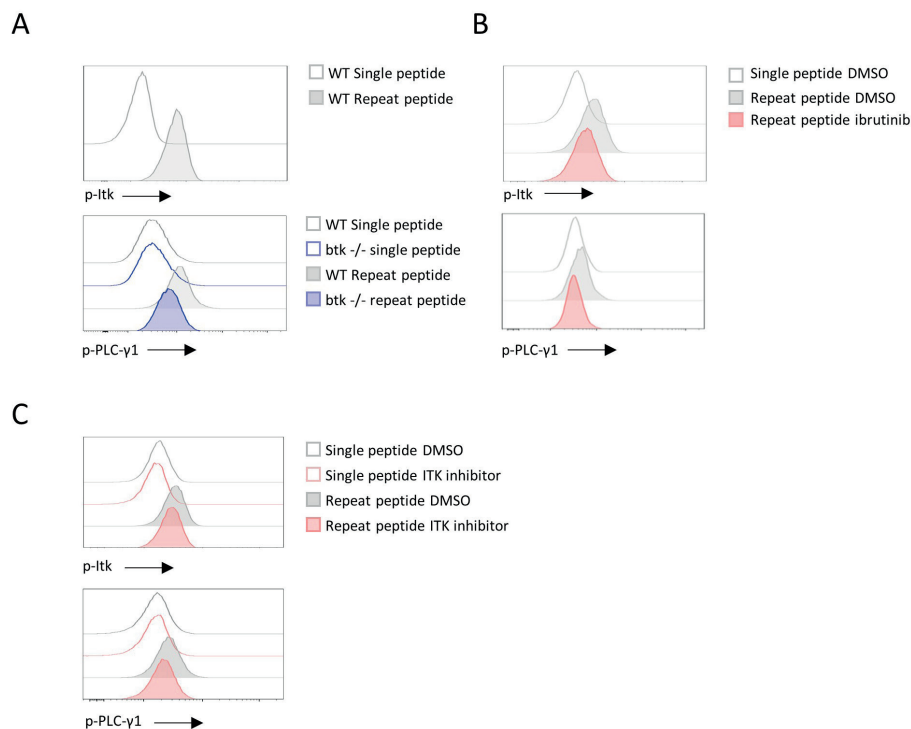 A
WT Single peptide
WT Repeat peptide
p-Itk
WT Single peptide
btk -/- single peptide
WT Repeat peptide
btk -/- repeat peptide
p-PLC-γ1
B
Single peptide DMSO
Repeat peptide DMSO
Repeat peptide ibrutinib
p-Itk
p-PLC-γ1
C
Single peptide DMSO
Single peptide ITK inhibitor
Repeat peptide DMSO
Repeat peptide ITK inhibitor
p-Itk
p-PLC-γ1